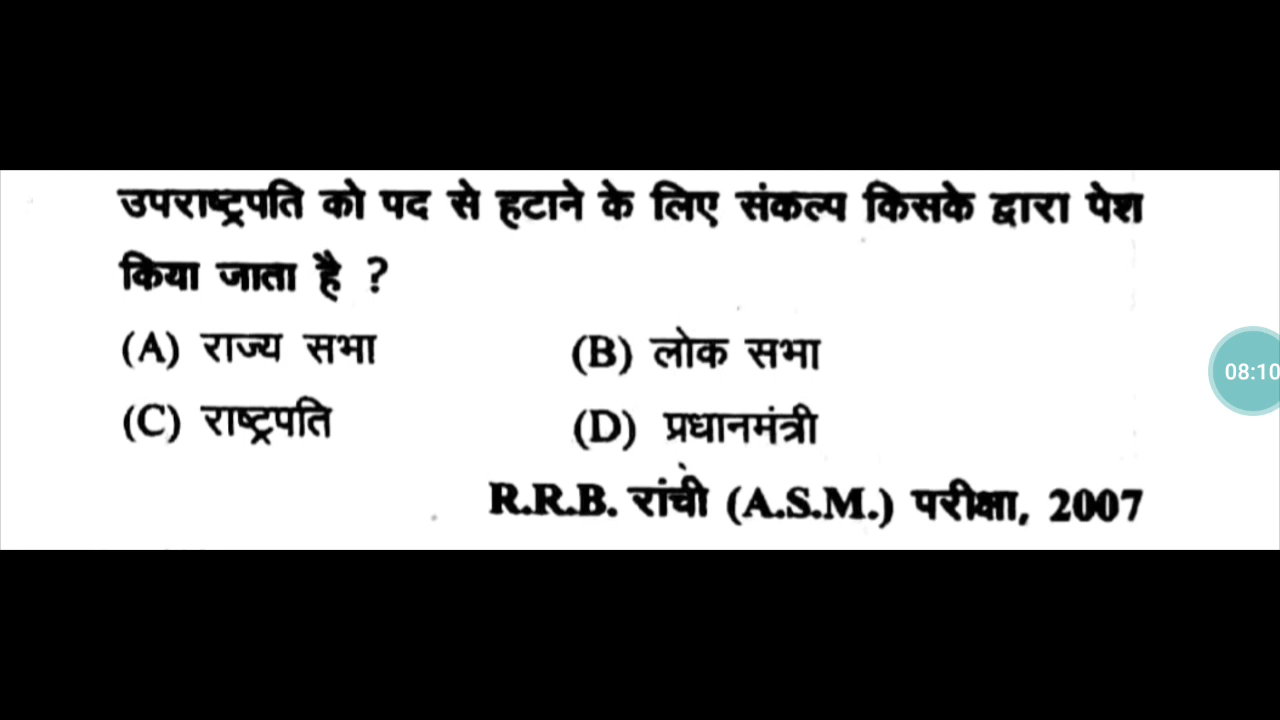 उपराष्ट्रपति को पद से हटाने के लिए संकल्प किसके द्वारा पेश
किया जाता है ?
(A) राज्य सभा (B) लोक सभा
(C) राष्ट्रपति (D) प्रधानमंत्री
R.R.B. रांची (A.S.M.) परीक्षा, 2007
08:10